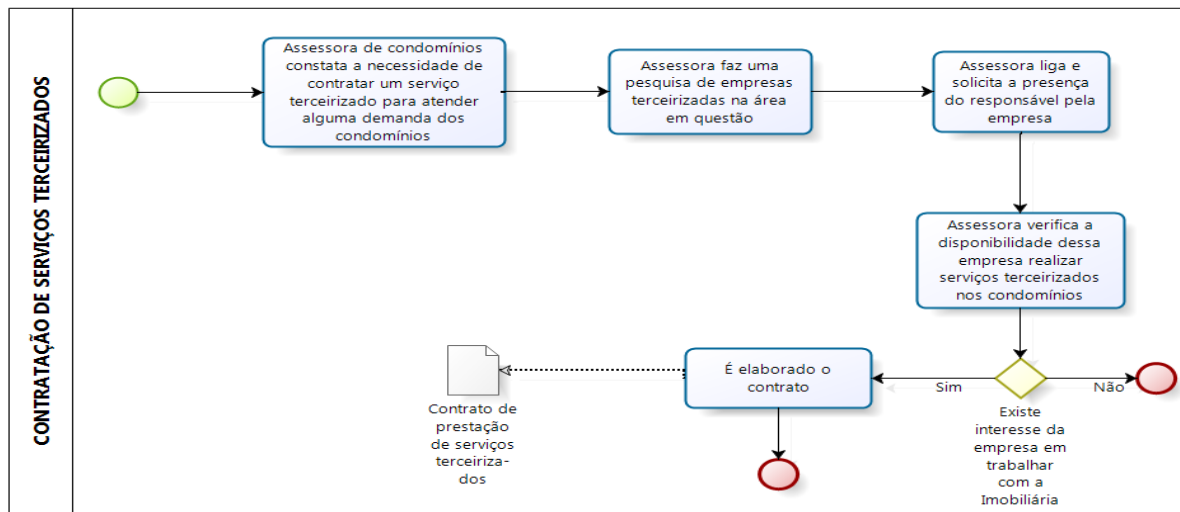 CONTRATAÇÃO DE SERVIÇOS TERCEIRIZADOS
Assessora de condomínios
constata a necessidade de
contratar um serviço
terceirizado para atender
alguma demanda dos
condomínios
Assessora faz uma
pesquisa de empresas
terceirizadas na área
em questão
Assessora liga e
solicita a presença
do responsável pela
empresa
Assessora verifica a
disponibilidade dessa
empresa realizar
serviços terceirizados
nos condomínios
Existe
interesse da
empresa em
trabalhar
com a
Imobiliária
Sim
Não
É elaborado o
contrato
Contrato de
prestação
de serviços
terceiriza-
dos